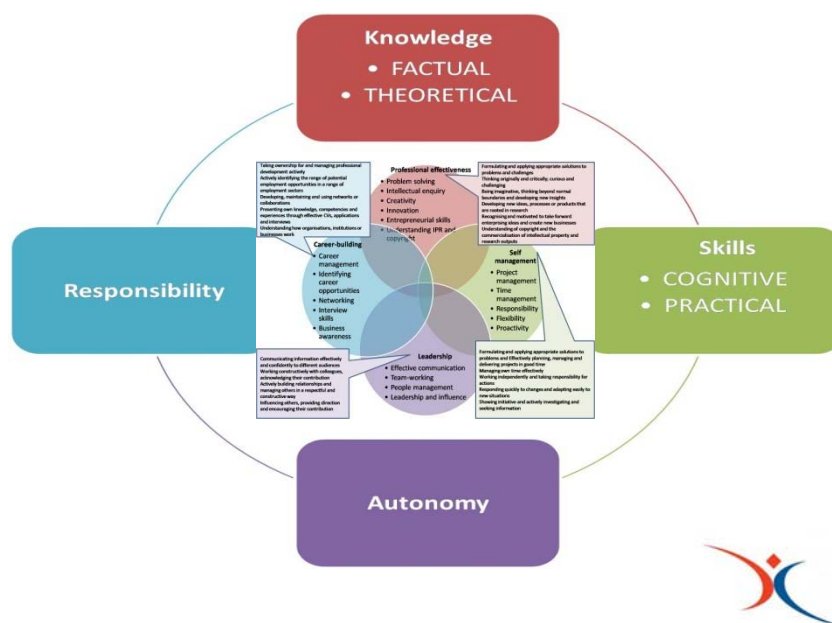 Knowledge
• FACTUAL
• THEORETICAL
Taking ownership for and managing professional
development actively
Actively identifying the range of potential
employment opportunities in a range of
employment sectors
Developing, maintaining and using networks or
collaborations
Presenting own knowledge, competencies and
experiences through effective CVs, applications
and interviews
Understanding how organisations, institutions or
businesses work
Professional effectiveness
• Problem solving
• Intellectual enquiry
• Creativity
• Innovation
• Entrepreneurial skills
• Understanding IPR and
copyright
Formulating and applying appropriate solutions to
problems and challenges
Thinking originally and critically, curious and
challenging
Being imaginative, thinking beyond normal
boundaries and developing new insights
Developing new ideas, processes or products that
are rooted in research
Recognising and motivated to take forward
enterprising ideas and create new businesses
Understanding of copyright and the
commercialisation of intellectual property and
research outputs
Responsibility
Career-building
• Career
management
• Identifying
career
opportunities
• Networking
• Interview
skills
• Business
awareness
Self
management
• Project
management
• Time
management
• Responsibility
• Flexibility
• Proactivity
Skills
• COGNITIVE
• PRACTICAL
Communicating information effectively
and confidently to different audiences
Working constructively with colleagues,
acknowledging their contribution
Actively building relationships and
managing others in a respectful and
constructive way
Influencing others, providing direction
and encouraging their contribution
Leadership
• Effective communication
• Team-working
• People management
• Leadership and influence
Formulating and applying appropriate solutions to
problems and Effectively planning, managing and
delivering projects in good time
Managing own time effectively
Working independently and taking responsibility for
actions
Responding quickly to changes and adapting easily to
new situations
Showing initiative and actively investigating and
seeking information
Autonomy